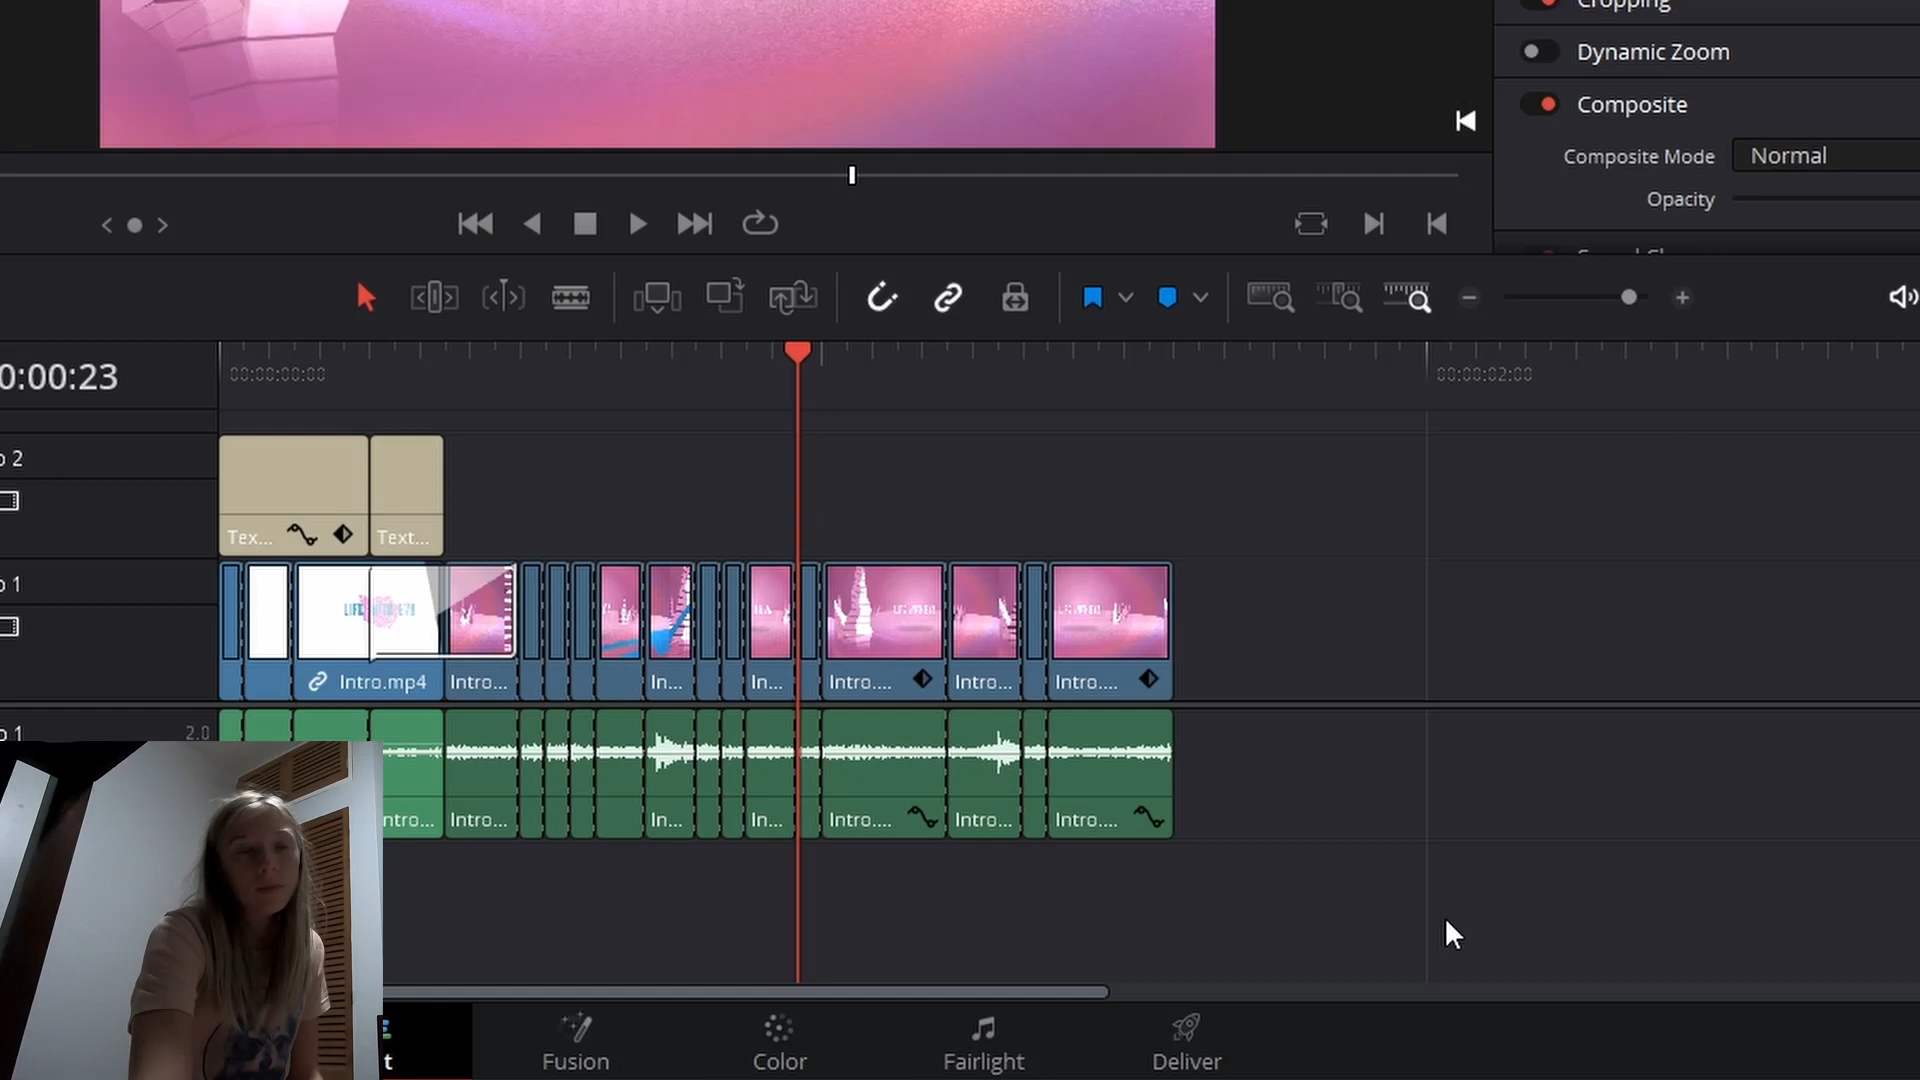 Cropping
Dynamic Zoom
Composite
Composite Mode
Normal
Opacity
0:00:23
00:00:00:00
00:00:02:00
o 2
Tex...
Text...
o 1
Intro.mp4
Intro...
In...
In...
Intro....
Intro...
Intro....
o 1
2.0
ntro...
Intro...
In...
In...
Intro....
Intro...
Intro....
t
Fusion
Color
Fairlight
Deliver